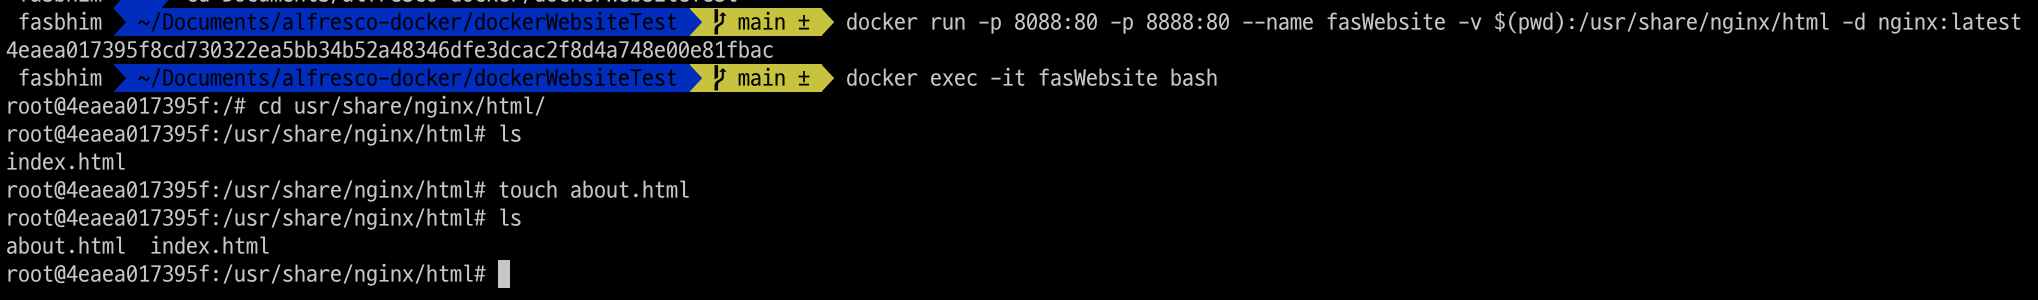 fasbhim ~/Documents/alfresco-docker/dockerWebsiteTest main ± docker run -p 8088:80 -p 8888:80 --name fasWebsite -v $(pwd):/usr/share/nginx/html -d nginx:latest
4eaea017395f8cd730322ea5bb34b52a48346dfe3dcac2f8d4a748e00e81fbac
fasbhim ~/Documents/alfresco-docker/dockerWebsiteTest main ± docker exec -it fasWebsite bash
root@4eaea017395f:/# cd usr/share/nginx/html/
root@4eaea017395f:/usr/share/nginx/html# ls
index.html
root@4eaea017395f:/usr/share/nginx/html# touch about.html
root@4eaea017395f:/usr/share/nginx/html# ls
about.html  index.html
root@4eaea017395f:/usr/share/nginx/html#